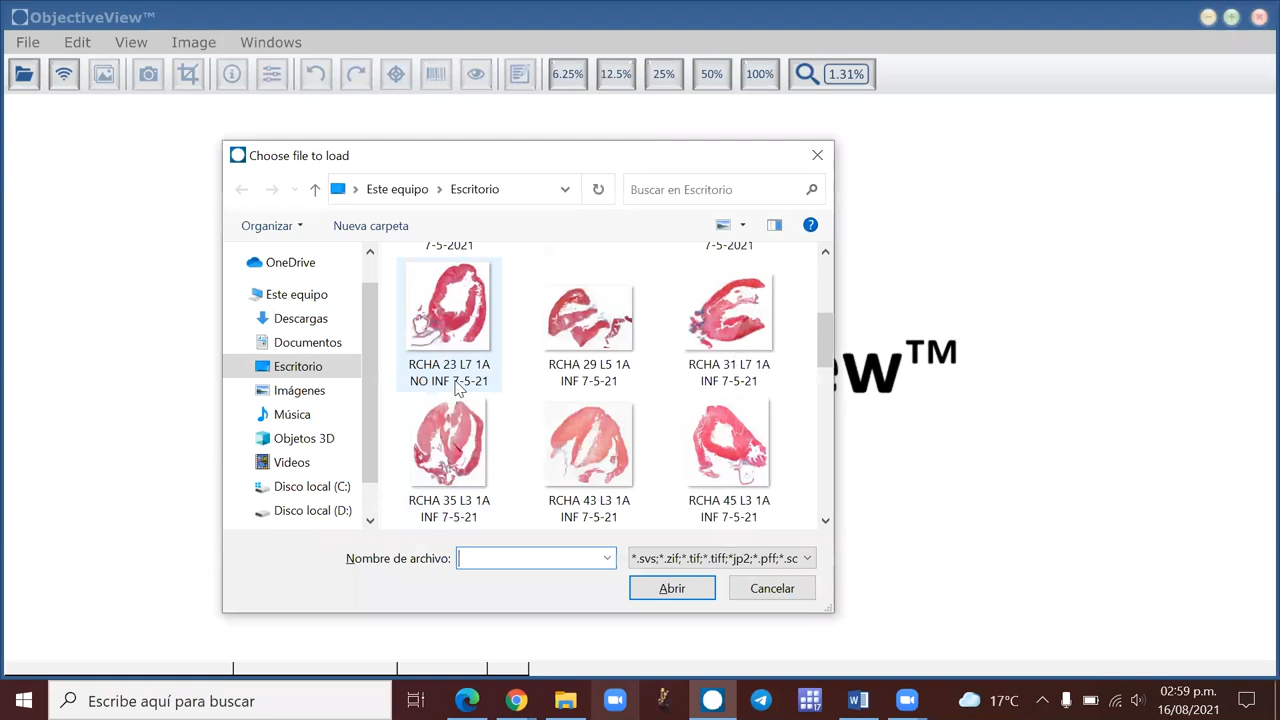 ObjectiveView™
File Edit View Image Windows
6.25% 12.5% 25% 50% 100% 1.31%
Choose file to load
Este equipo Escritorio
Buscar en Escritorio
Organizar Nueva carpeta
OneDrive
Este equipo
Descargas
Documentos
Escritorio
Imágenes
Música
Objetos 3D
Videos
Disco local (C:)
Disco local (D:)
7-5-2021
7-5-2021
RCHA 23 L7 1A
NO INF 7-5-21
RCHA 29 L5 1A
INF 7-5-21
RCHA 31 L7 1A
INF 7-5-21
RCHA 35 L3 1A
INF 7-5-21
RCHA 43 L3 1A
INF 7-5-21
RCHA 45 L3 1A
INF 7-5-21
Nombre de archivo:
*.svs;*.zif;*.tif;*.tiff;*jp2;*.pff;*.sc
Abrir Cancelar
ew™
Escribe aquí para buscar
17
17°C
02:59 p.m.
16/08/2021